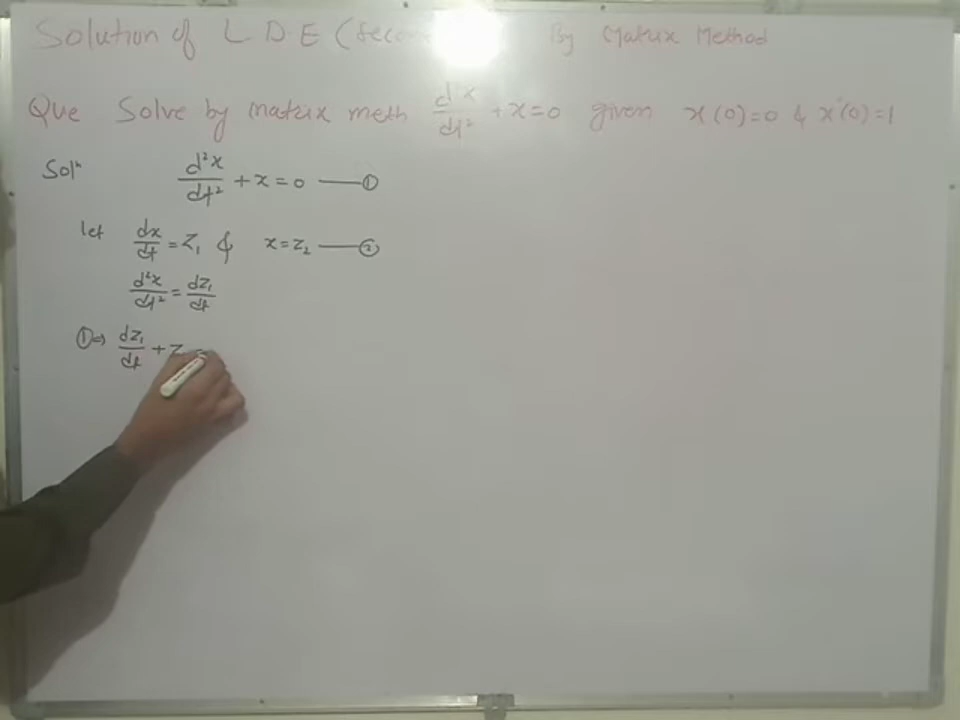 Solution of L D E ( By Matrix Method
Que Solve by matrix meth d²x/dt² + x = 0 given x(0)=0 & x'(0)=1
Solⁿ d²x/dt² + x = 0 —— ①
let dx/dt = Z₁ & x = Z₂ —— ②
d²x/dt² = dZ₁/dt
① ⇒ dZ₁/dt + Z